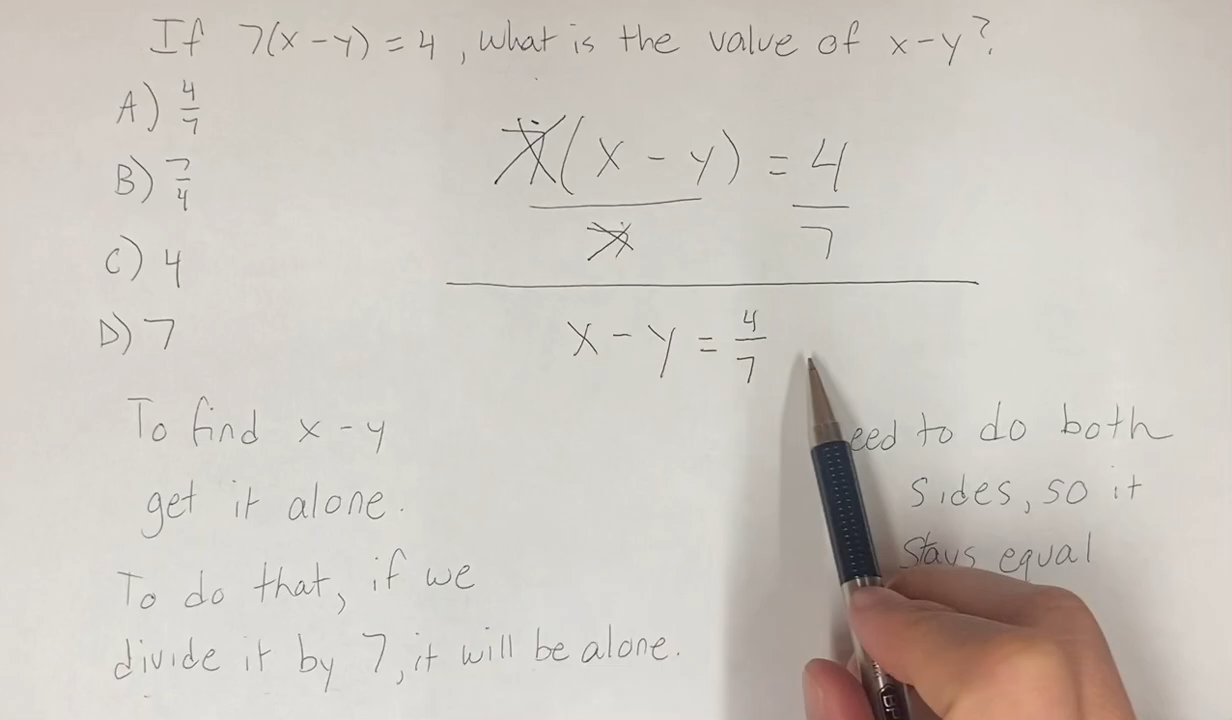 If 7(x-y) = 4, what is the value of x-y?
A) 4/7
B) 7/4
C) 4
D) 7
7(x - y) = 4
7 7
x - y = 4/7
To find x-y
get it alone.
To do that, if we
divide it by 7, it will be alone.
to do both
sides, so it
stays equal